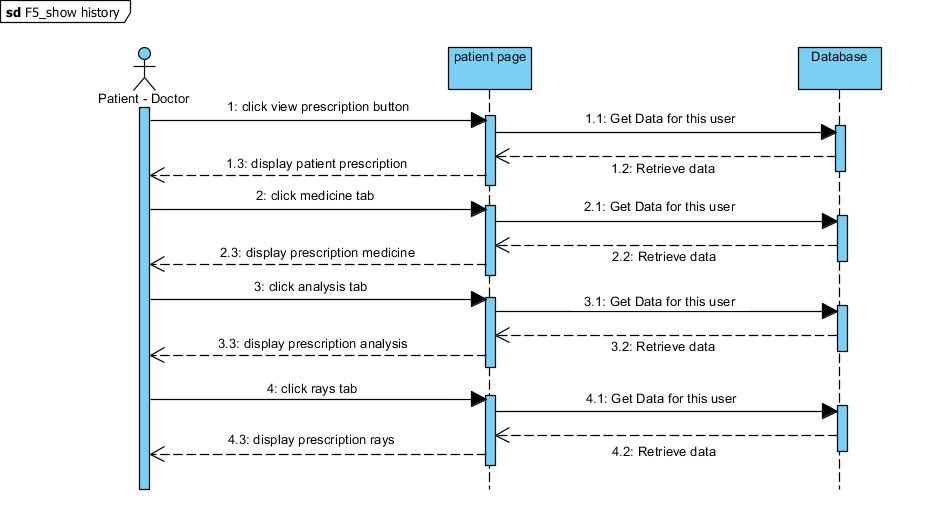 sd F5_show history
patient page
Database
Patient - Doctor
1: click view prescription button
1.1: Get Data for this user
1.2: Retrieve data
1.3: display patient prescription
2: click medicine tab
2.1: Get Data for this user
2.2: Retrieve data
2.3: display prescription medicine
3: click analysis tab
3.1: Get Data for this user
3.2: Retrieve data
3.3: display prescription analysis
4: click rays tab
4.1: Get Data for this user
4.2: Retrieve data
4.3: display prescription rays